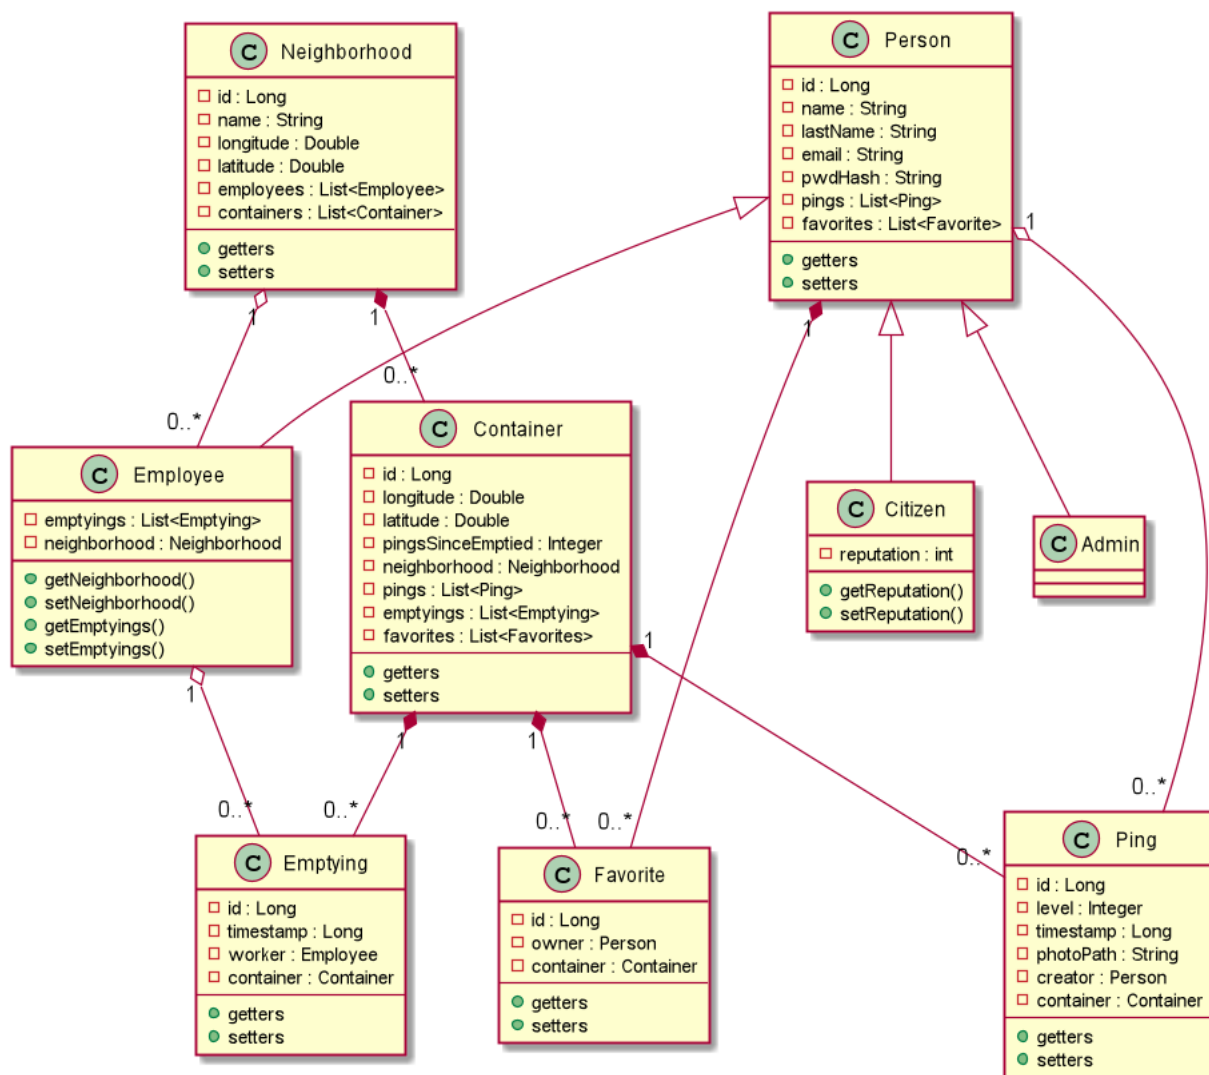 C Neighborhood
id : Long
name : String
longitude : Double
latitude : Double
employees : List<Employee>
containers : List<Container>
getters
setters
C Person
id : Long
name : String
lastName : String
email : String
pwdHash : String
pings : List<Ping>
favorites : List<Favorite>
getters
setters
1
1
1
1
0..*
0..*
C Employee
emptyings : List<Emptying>
neighborhood : Neighborhood
getNeighborhood()
setNeighborhood()
getEmptyings()
setEmptyings()
C Container
id : Long
longitude : Double
latitude : Double
pingsSinceEmptied : Integer
neighborhood : Neighborhood
pings : List<Ping>
emptyings : List<Emptying>
favorites : List<Favorites>
getters
setters
C Citizen
reputation : int
getReputation()
setReputation()
C Admin
1
1
1
1
0..*
0..*
0..*
0..*
0..*
0..*
C Emptying
id : Long
timestamp : Long
worker : Employee
container : Container
getters
setters
C Favorite
id : Long
owner : Person
container : Container
getters
setters
C Ping
id : Long
level : Integer
timestamp : Long
photoPath : String
creator : Person
container : Container
getters
setters